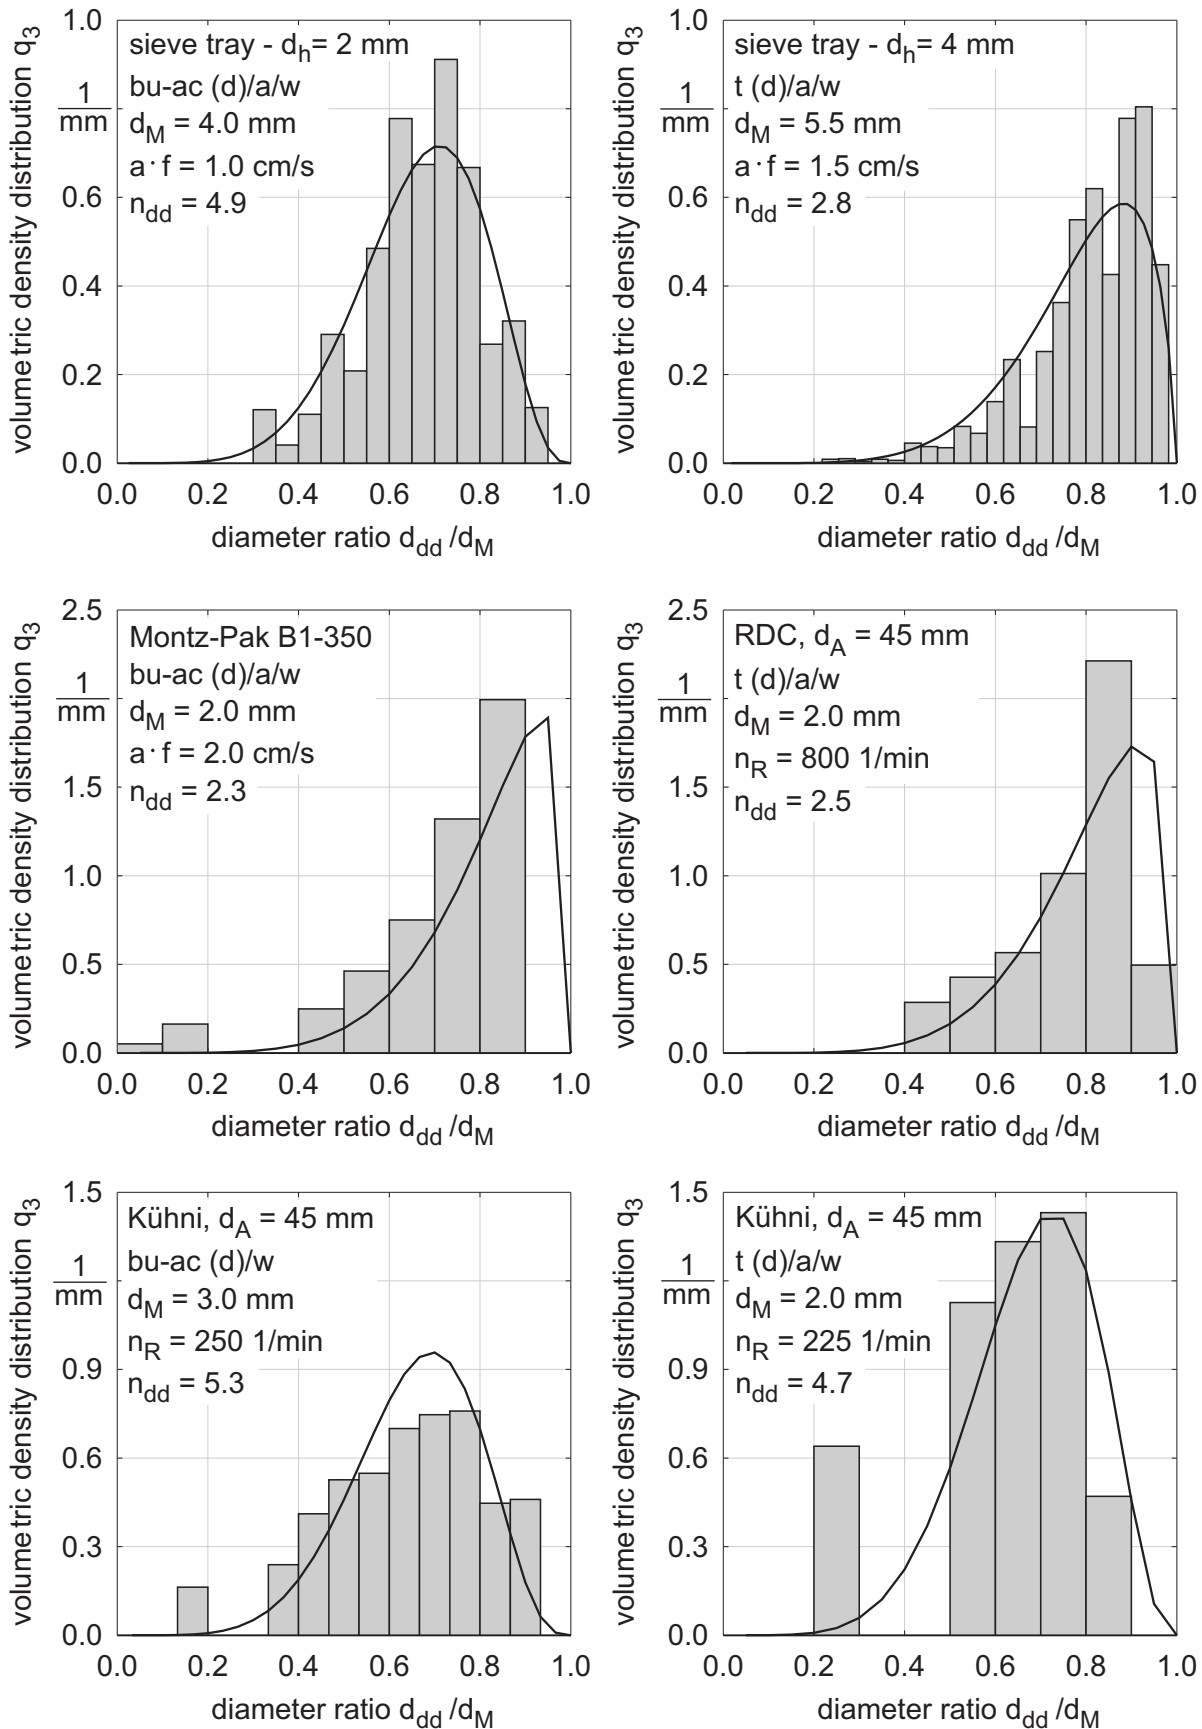 volumetric density distribution q3
1
mm
1.0
0.6
0.4
0.2
0.0
sieve tray - dh= 2 mm
bu-ac (d)/a/w
dM = 4.0 mm
a·f = 1.0 cm/s
ndd = 4.9
0.0 0.2 0.4 0.6 0.8 1.0
diameter ratio ddd /dM
volumetric density distribution q3
1
mm
1.0
0.6
0.4
0.2
0.0
sieve tray - dh= 4 mm
t (d)/a/w
dM = 5.5 mm
a·f = 1.5 cm/s
ndd = 2.8
0.0 0.2 0.4 0.6 0.8 1.0
diameter ratio ddd /dM
volumetric density distribution q3
1
mm
2.5
1.5
1.0
0.5
0.0
Montz-Pak B1-350
bu-ac (d)/a/w
dM = 2.0 mm
a·f = 2.0 cm/s
ndd = 2.3
0.0 0.2 0.4 0.6 0.8 1.0
diameter ratio ddd /dM
volumetric density distribution q3
1
mm
2.5
1.5
1.0
0.5
0.0
RDC, dA = 45 mm
t (d)/a/w
dM = 2.0 mm
nR = 800 1/min
ndd = 2.5
0.0 0.2 0.4 0.6 0.8 1.0
diameter ratio ddd /dM
volumetric density distribution q3
1
mm
1.5
0.9
0.6
0.3
0.0
Kühni, dA = 45 mm
bu-ac (d)/w
dM = 3.0 mm
nR = 250 1/min
ndd = 5.3
0.0 0.2 0.4 0.6 0.8 1.0
diameter ratio ddd /dM
volumetric density distribution q3
1
mm
1.5
0.9
0.6
0.3
0.0
Kühni, dA = 45 mm
t (d)/a/w
dM = 2.0 mm
nR = 225 1/min
ndd = 4.7
0.0 0.2 0.4 0.6 0.8 1.0
diameter ratio ddd /dM